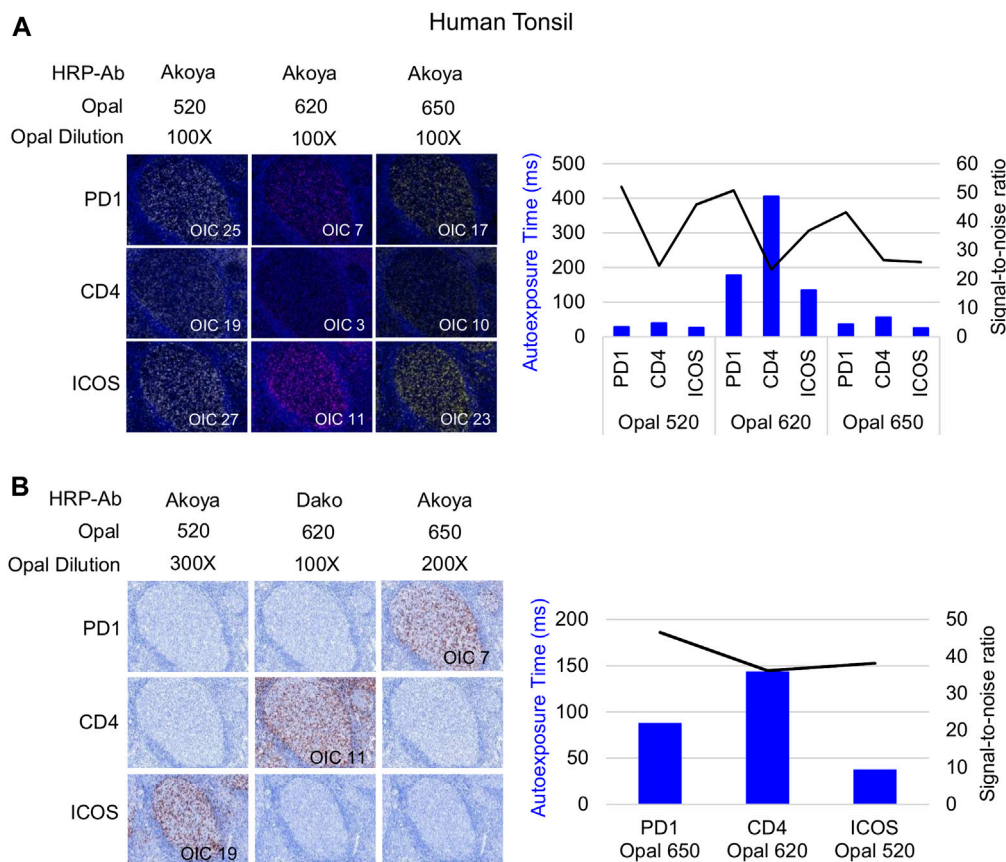 Human Tonsil
A
HRP-Ab Akoya Akoya Akoya
Opal 520 620 650
Opal Dilution 100X 100X 100X
PD1 OIC 25 OIC 7 OIC 17
CD4 OIC 19 OIC 3 OIC 10
ICOS OIC 27 OIC 11 OIC 23
Autoexposure Time (ms)
500
400
300
200
100
0
60
50
40
30
20
10
0
Signal-to-noise ratio
PD1 CD4 ICOS PD1 CD4 ICOS PD1 CD4 ICOS
Opal 520 Opal 620 Opal 650
B
HRP-Ab Akoya Dako Akoya
Opal 520 620 650
Opal Dilution 300X 100X 200X
PD1 OIC 7
CD4 OIC 11
ICOS OIC 19
Autoexposure Time (ms)
200
150
100
50
0
50
40
30
20
10
0
Signal-to-noise ratio
PD1 CD4 ICOS
Opal 650 Opal 620 Opal 520